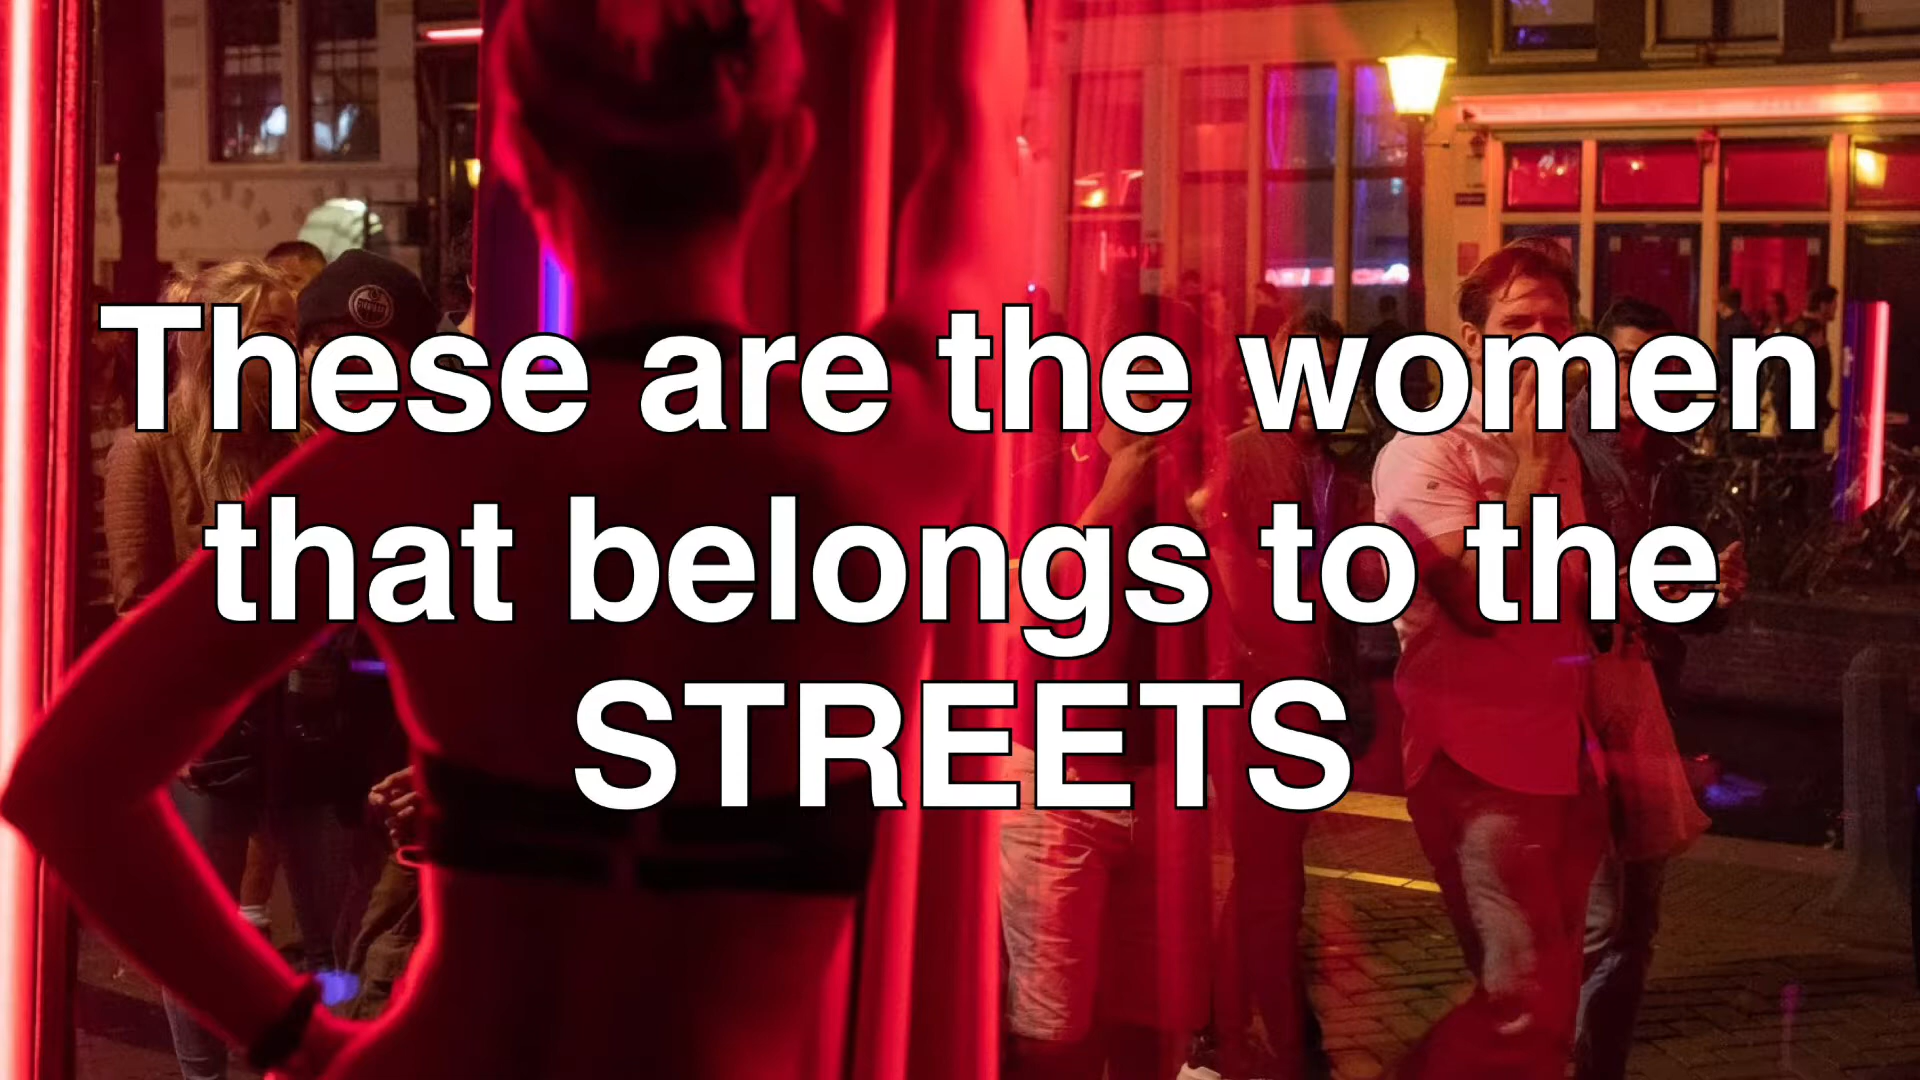 These are the women
that belongs to the
STREETS